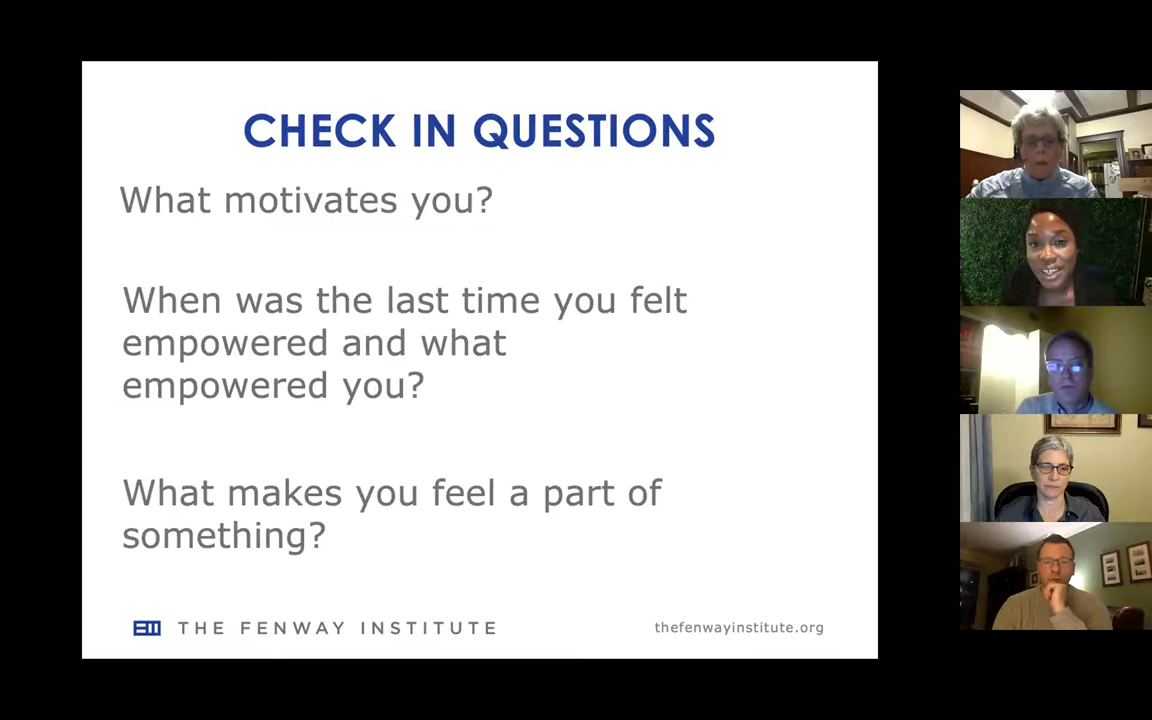 CHECK IN QUESTIONS
What motivates you?
When was the last time you felt
empowered and what
empowered you?
What makes you feel a part of
something?
THE FENWAY INSTITUTE
thefenwayinstitute.org